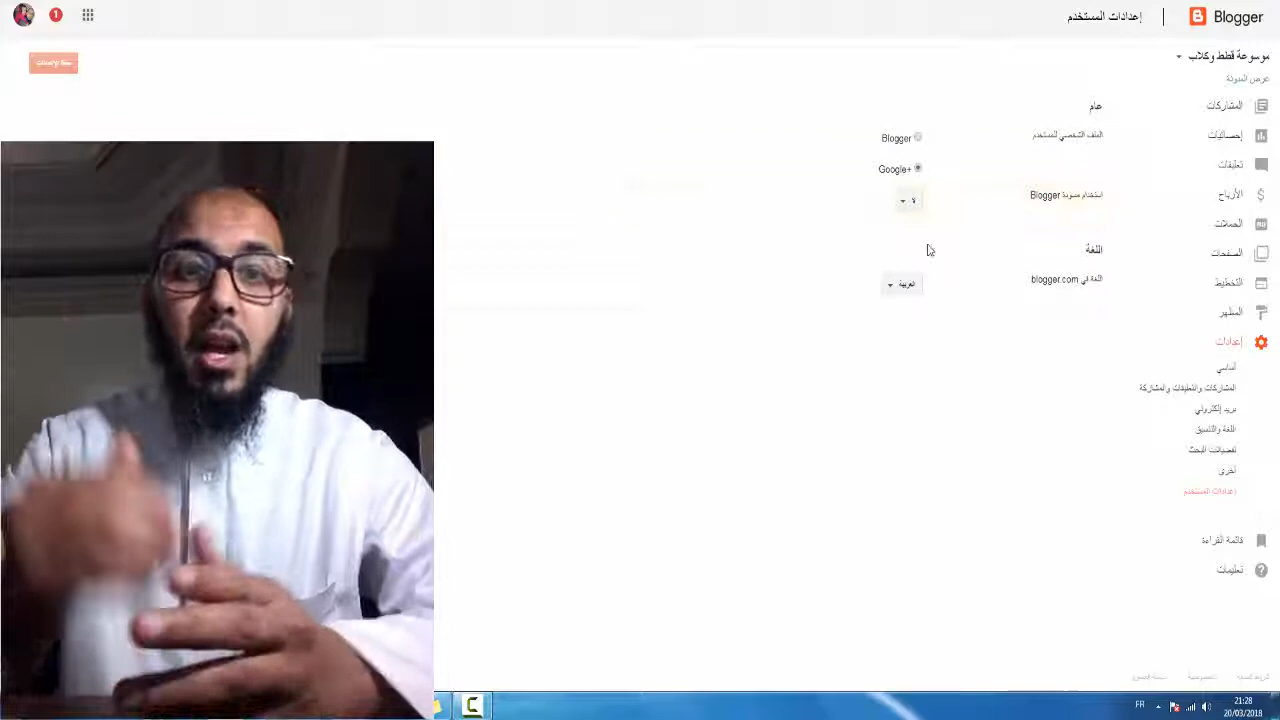 Blogger
إعدادات المستخدم
1
موسوعة قطط وكلاب
عرض المدونة
المشاركات
إحصائيات
تعليقات
الأرباح
الحملات
الصفحات
التخطيط
المظهر
إعدادات
أساسي
المشاركات والتعليقات والمشاركة
بريد إلكتروني
اللغة والتنسيق
تفضيلات البحث
أخرى
إعدادات المستخدم
قائمة القراءة
تعليمات
عام
الملف الشخصي للمستخدم
Blogger
Google+
استخدام مسودة Blogger
لا
اللغة
اللغة في blogger.com
العربية
FR
21:28
20/03/2018